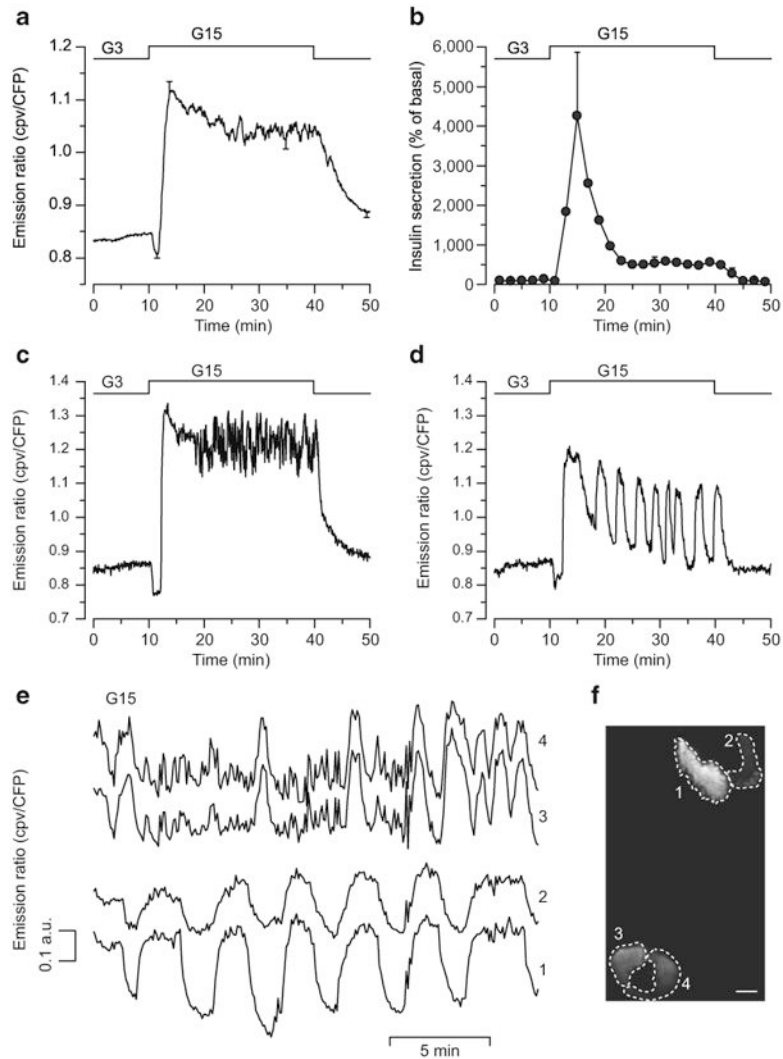 a
G3
G15
1.2
1.1
1.0
0.9
0.8
Emission ratio (cpv/CFP)
0 10 20 30 40 50
Time (min)
b
G3
G15
6,000
5,000
4,000
3,000
2,000
1,000
0
Insulin secretion (% of basal)
0 10 20 30 40 50
Time (min)
c
G3
G15
1.4
1.3
1.2
1.1
1.0
0.9
0.8
0.7
Emission ratio (cpv/CFP)
0 10 20 30 40 50
Time (min)
d
G3
G15
1.4
1.3
1.2
1.1
1.0
0.9
0.8
0.7
Emission ratio (cpv/CFP)
0 10 20 30 40 50
Time (min)
e
G15
Emission ratio (cpv/CFP)
0.1 a.u.
4
3
2
1
5 min
f
2
1
3
4